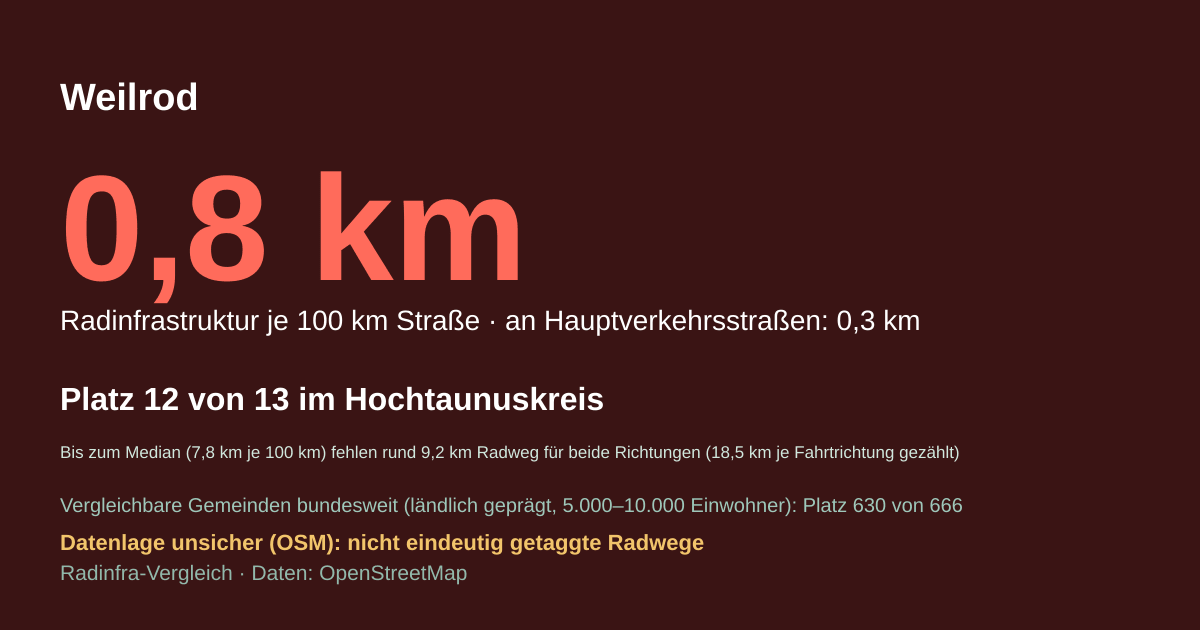 Weilrod
0,8 km
Radinfrastruktur je 100 km Straße · an Hauptverkehrsstraßen: 0,3 km
Platz 12 von 13 im Hochtaunuskreis
Bis zum Median (7,8 km je 100 km) fehlen rund 9,2 km Radweg für beide Richtungen (18,5 km je Fahrtrichtung gezählt)
Vergleichbare Gemeinden bundesweit (ländlich geprägt, 5.000–10.000 Einwohner): Platz 630 von 666
Datenlage unsicher (OSM): nicht eindeutig getaggte Radwege
Radinfra-Vergleich · Daten: OpenStreetMap